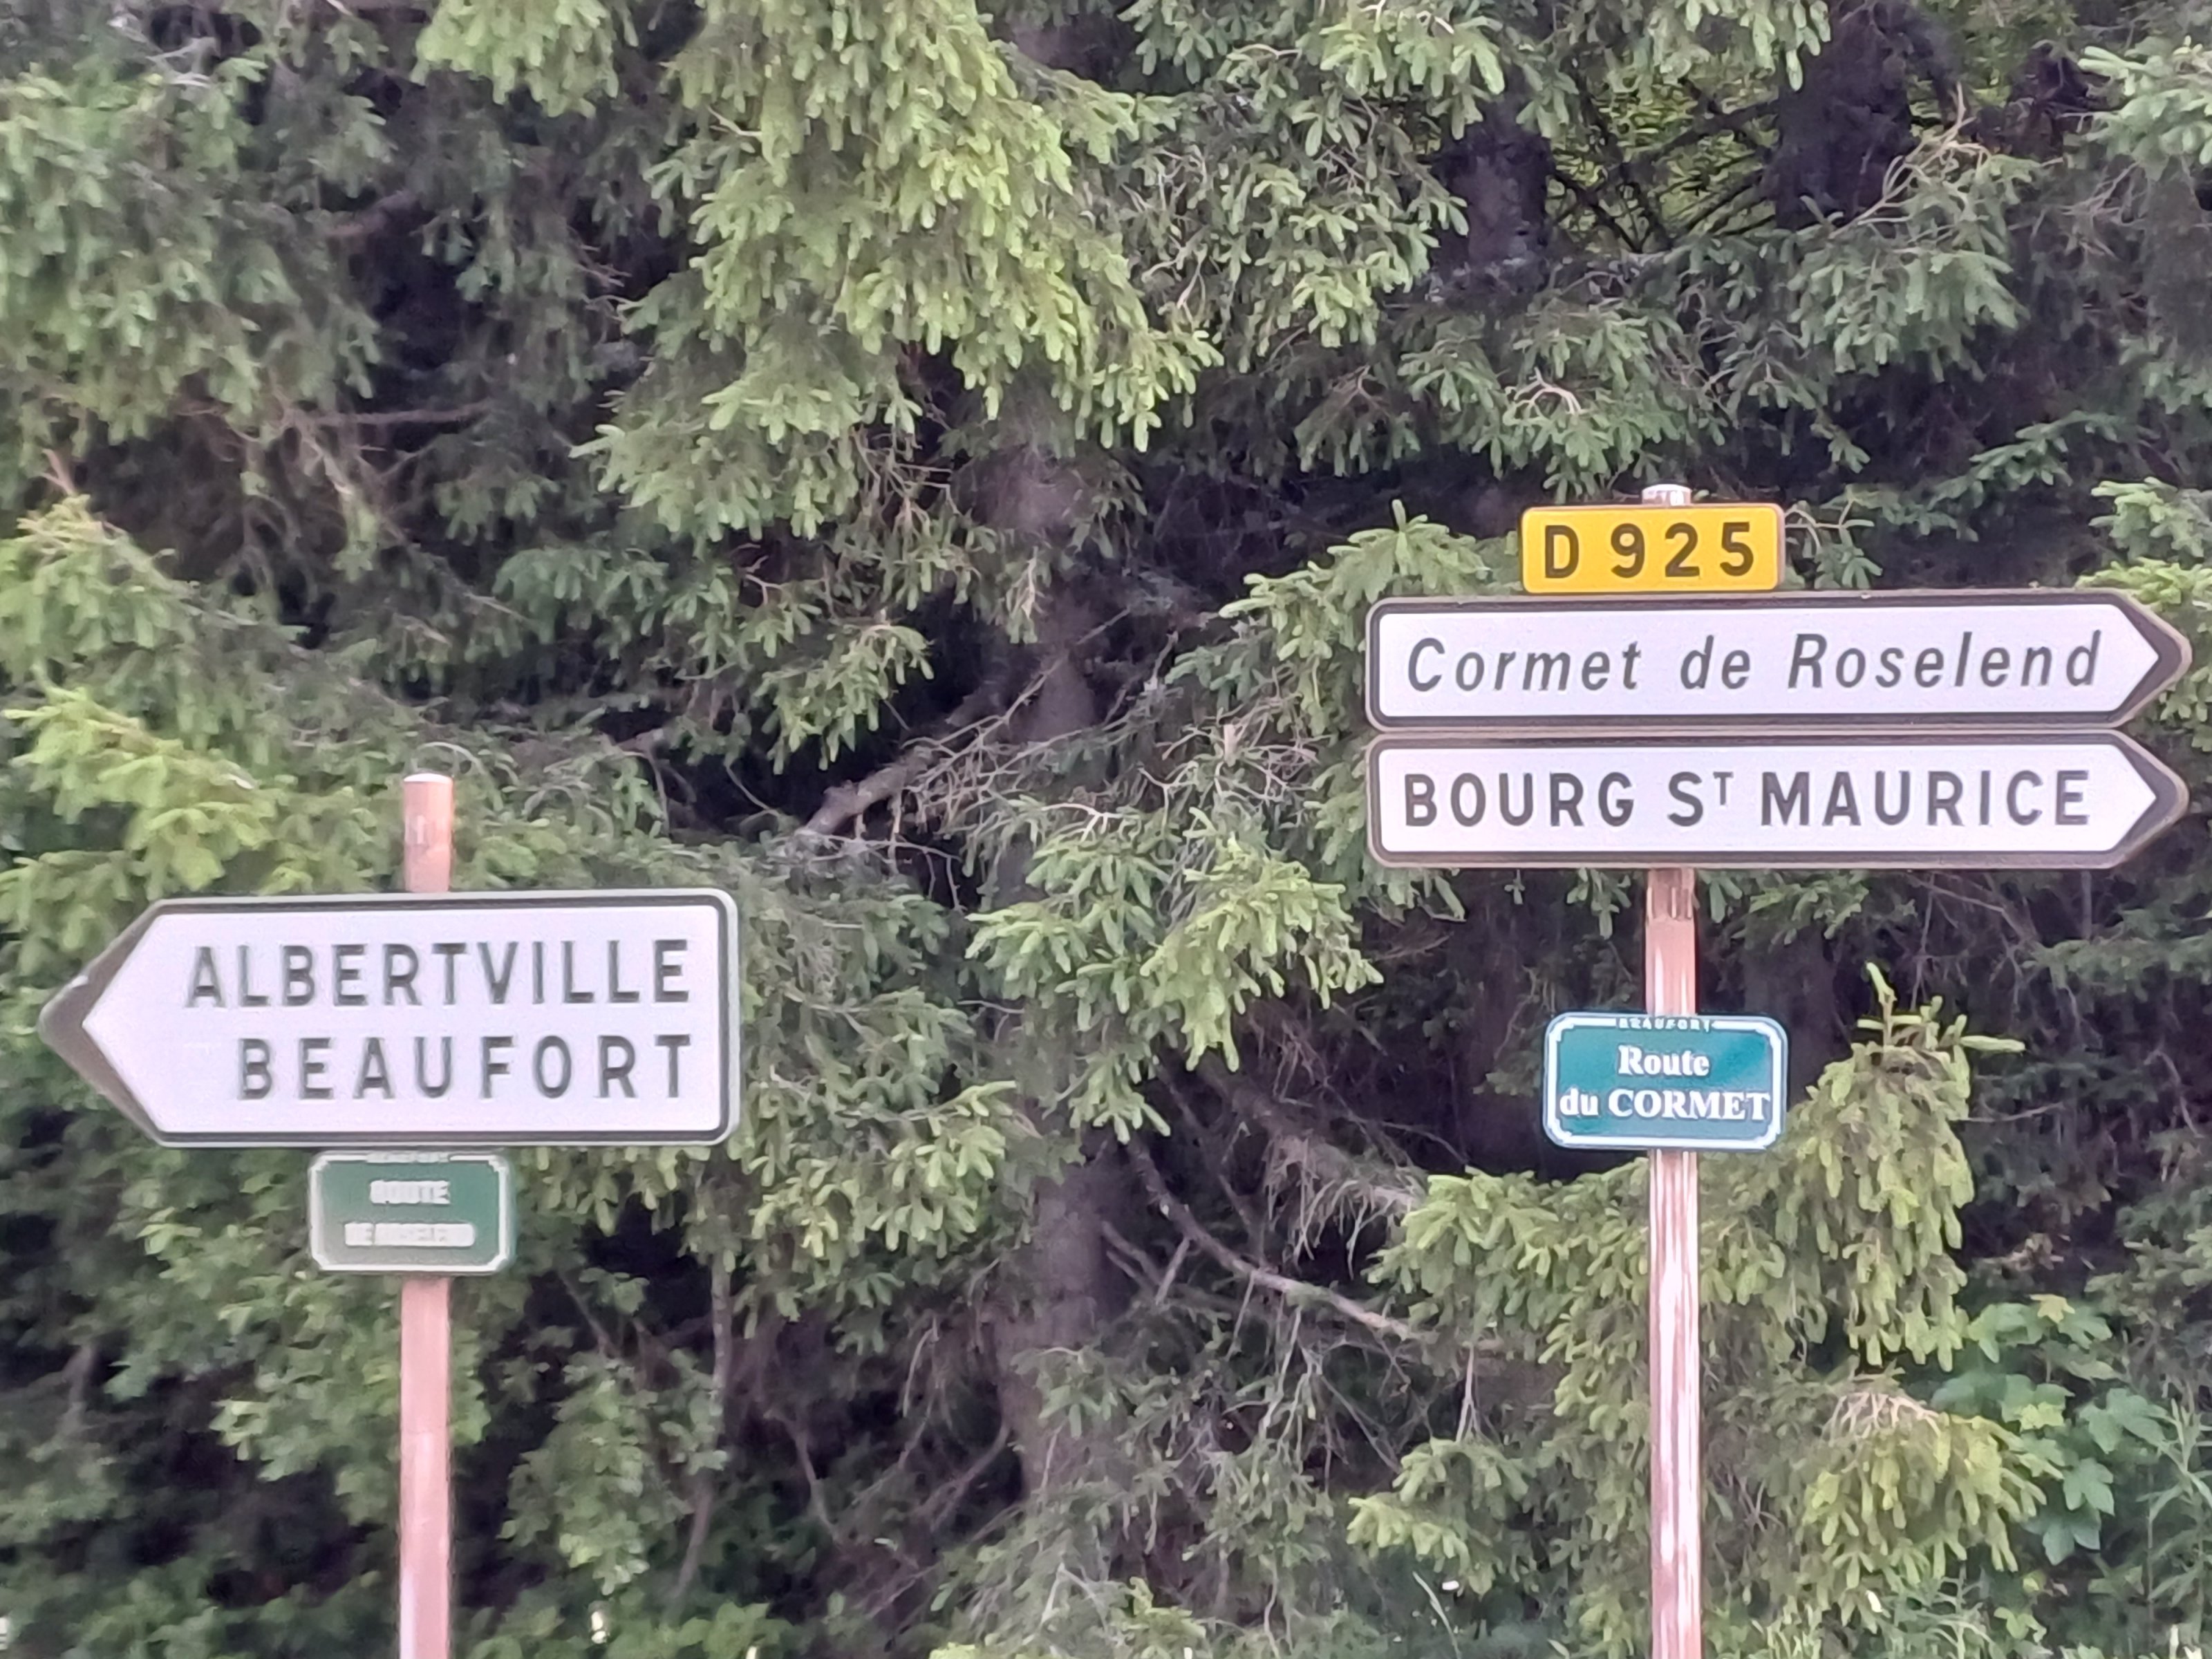 D 925
Cormet de Roselend
BOURG ST MAURICE
BEAUFORT
Route
du CORMET
ALBERTVILLE
BEAUFORT
ROUTE